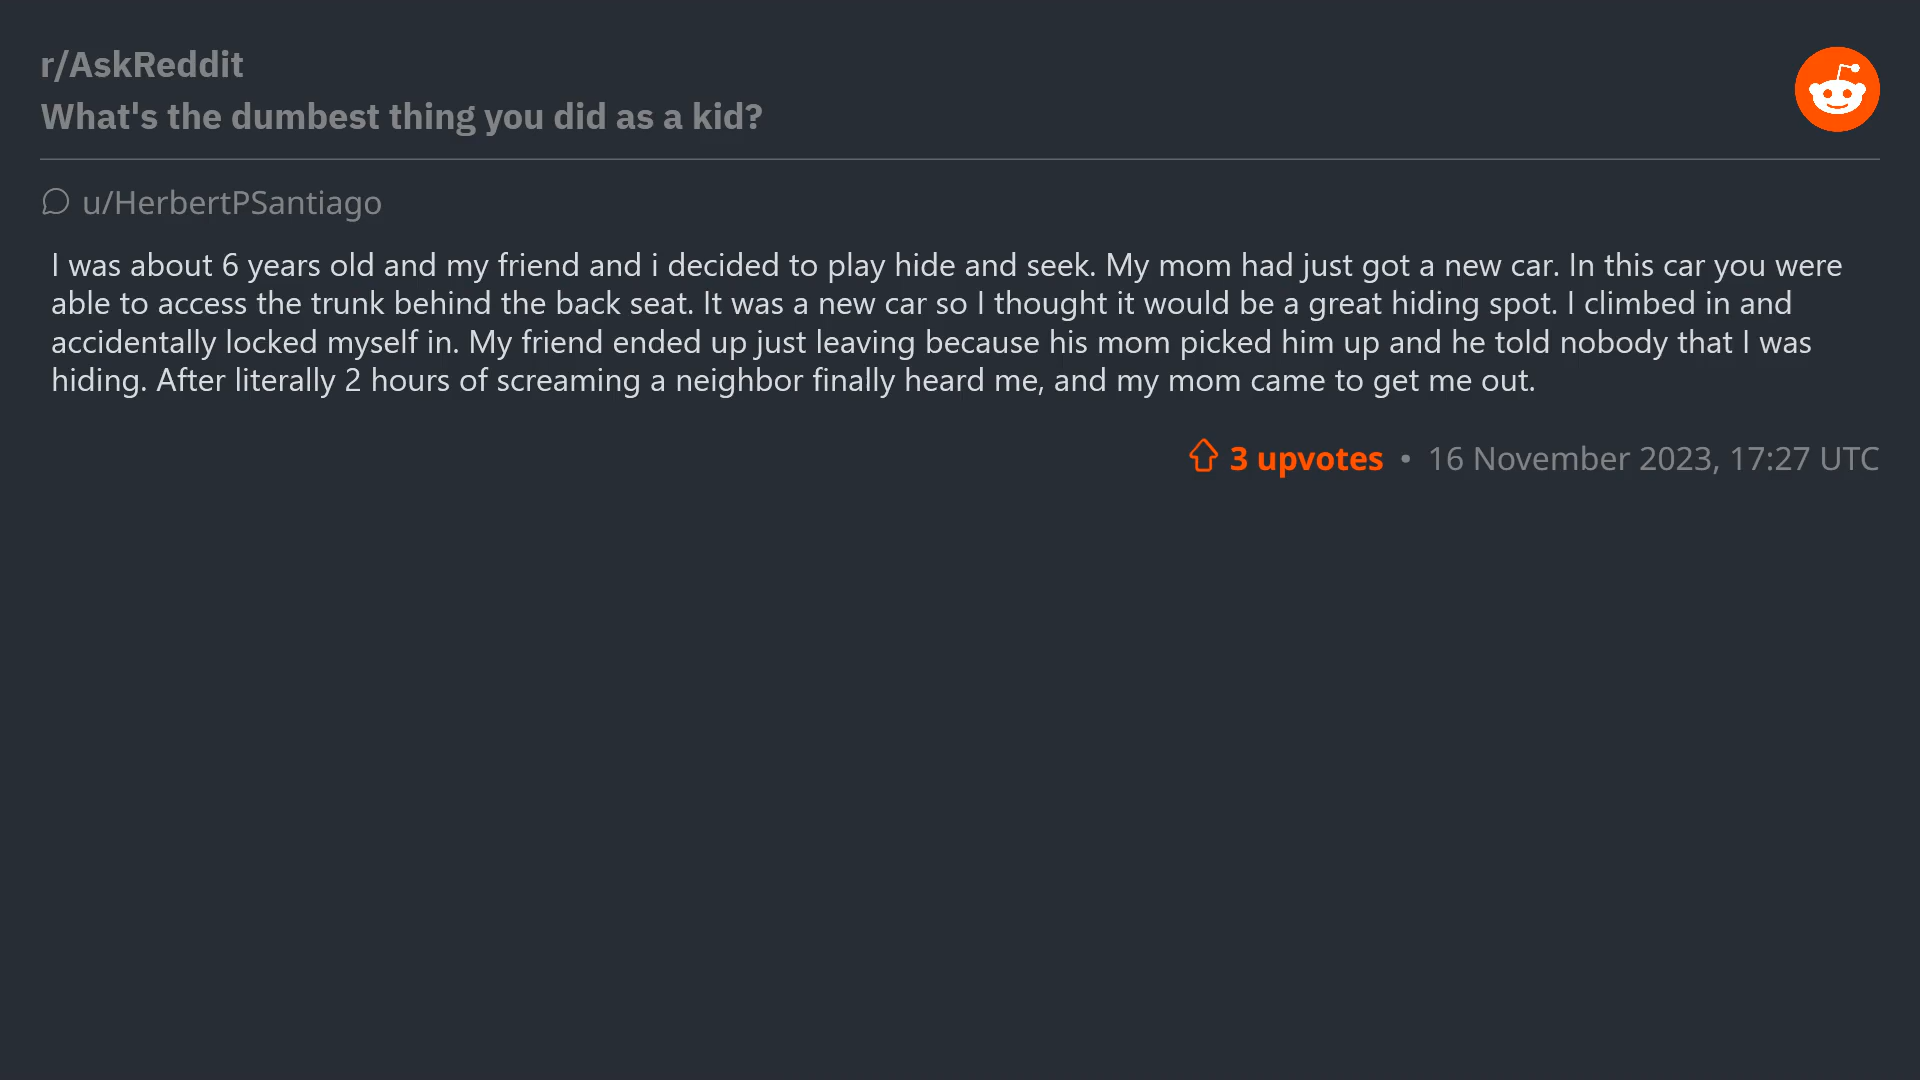 r/AskReddit
What's the dumbest thing you did as a kid?
u/HerbertPSantiago
I was about 6 years old and my friend and i decided to play hide and seek. My mom had just got a new car. In this car you were
able to access the trunk behind the back seat. It was a new car so I thought it would be a great hiding spot. I climbed in and
accidentally locked myself in. My friend ended up just leaving because his mom picked him up and he told nobody that I was
hiding. After literally 2 hours of screaming a neighbor finally heard me, and my mom came to get me out.
3 upvotes • 16 November 2023, 17:27 UTC